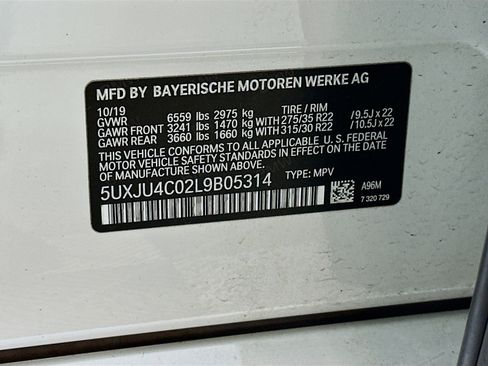 MFD BY BAYERISCHE MOTOREN WERKE AG
10/19 TIRE / RIM
GVWR 6559 lbs 2975 kg
GAWR FRONT 3241 lbs 1470 kg WITH 275/35 R22 /9.5J x 22
GAWR REAR 3660 lbs 1660 kg WITH 315/30 R22 /10.5J x 22
THIS VEHICLE CONFORMS TO ALL APPLICABLE U. S. FEDERAL
MOTOR VEHICLE SAFETY STANDARDS IN EFFECT ON THE DATE
OF MANUFACTURE SHOWN ABOVE.
5UXJU4C02L9B05314 TYPE: MPV
A96M
7 320 729